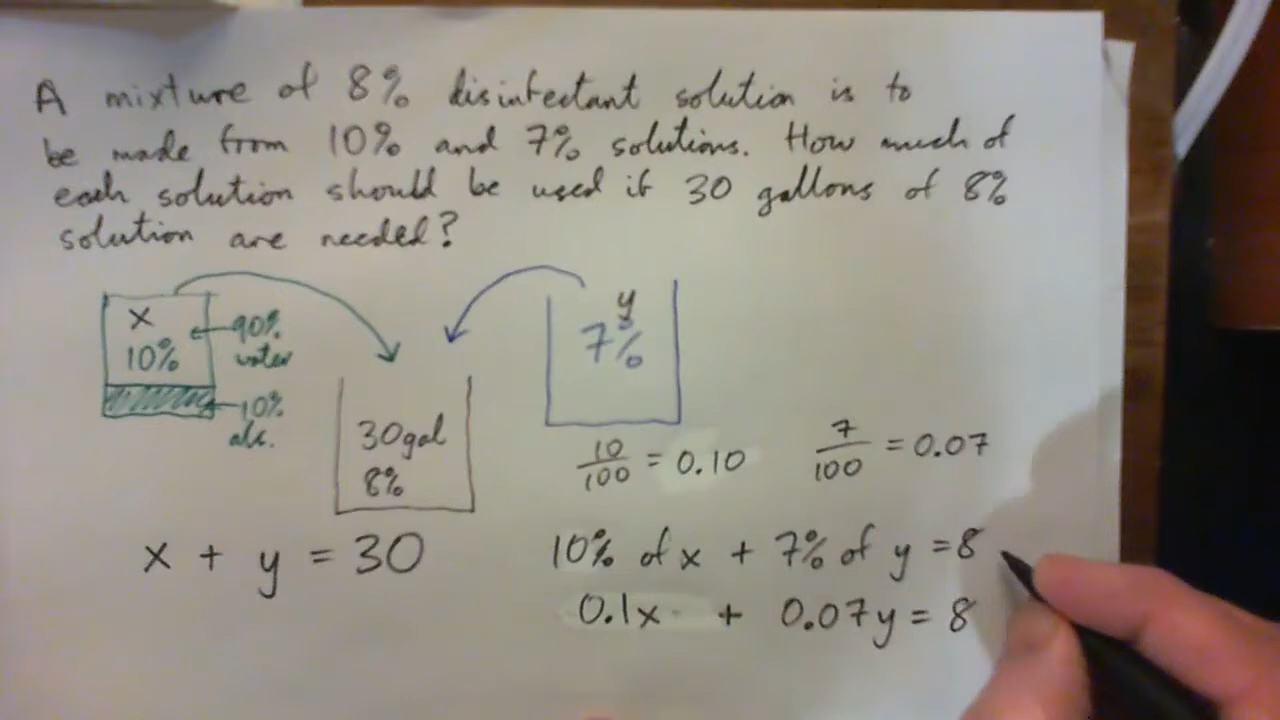 A mixture of 8% disinfectant solution is to
be made from 10% and 7% solutions. How much of
each solution should be used if 30 gallons of 8%
solution are needed?
x
10%
90%
water
10%
alc.
30gal
8%
y
7%
10/100 = 0.10
7/100 = 0.07
x + y = 30
10% of x + 7% of y = 8
0.1x + 0.07y = 8